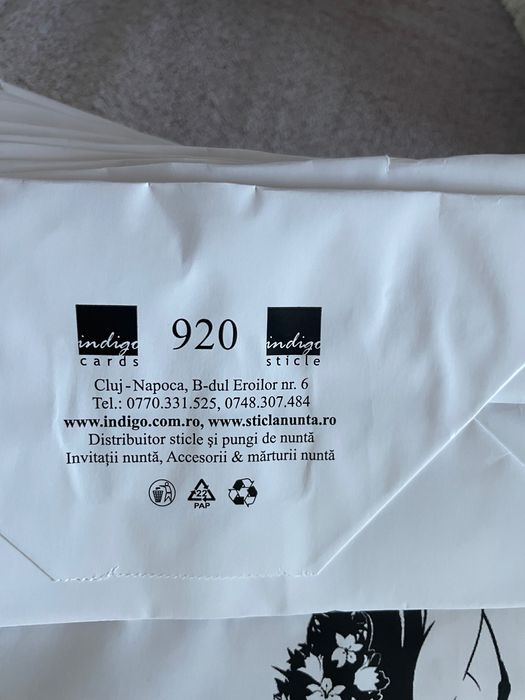 indigo 920 indigo
cards sticle
Cluj-Napoca, B-dul Eroilor nr. 6
Tel.: 0770.331.525, 0748.307.484
www.indigo.com.ro, www.sticlanunta.ro
Distribuitor sticle și pungi de nuntă
Invitații nuntă, Accesorii & mărturii nuntă
22
PAP